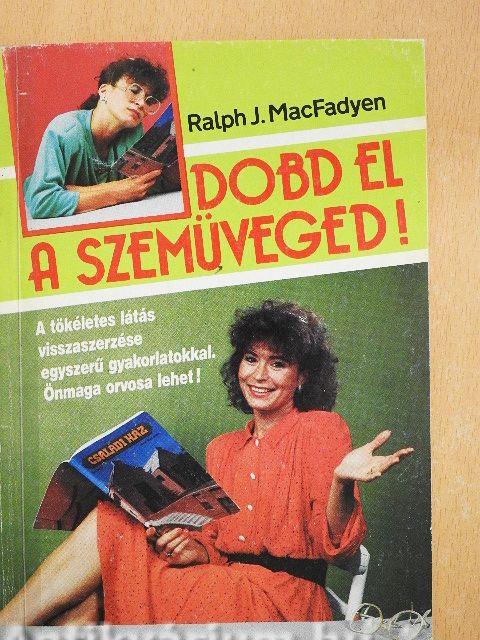 Ralph J. MacFadyen
DOBD EL
A SZEMÜVEGED!
A tökéletes látás
visszaszerzése
egyszerű gyakorlatokkal.
Önmaga orvosa lehet!
CSALÁDI HÁZ